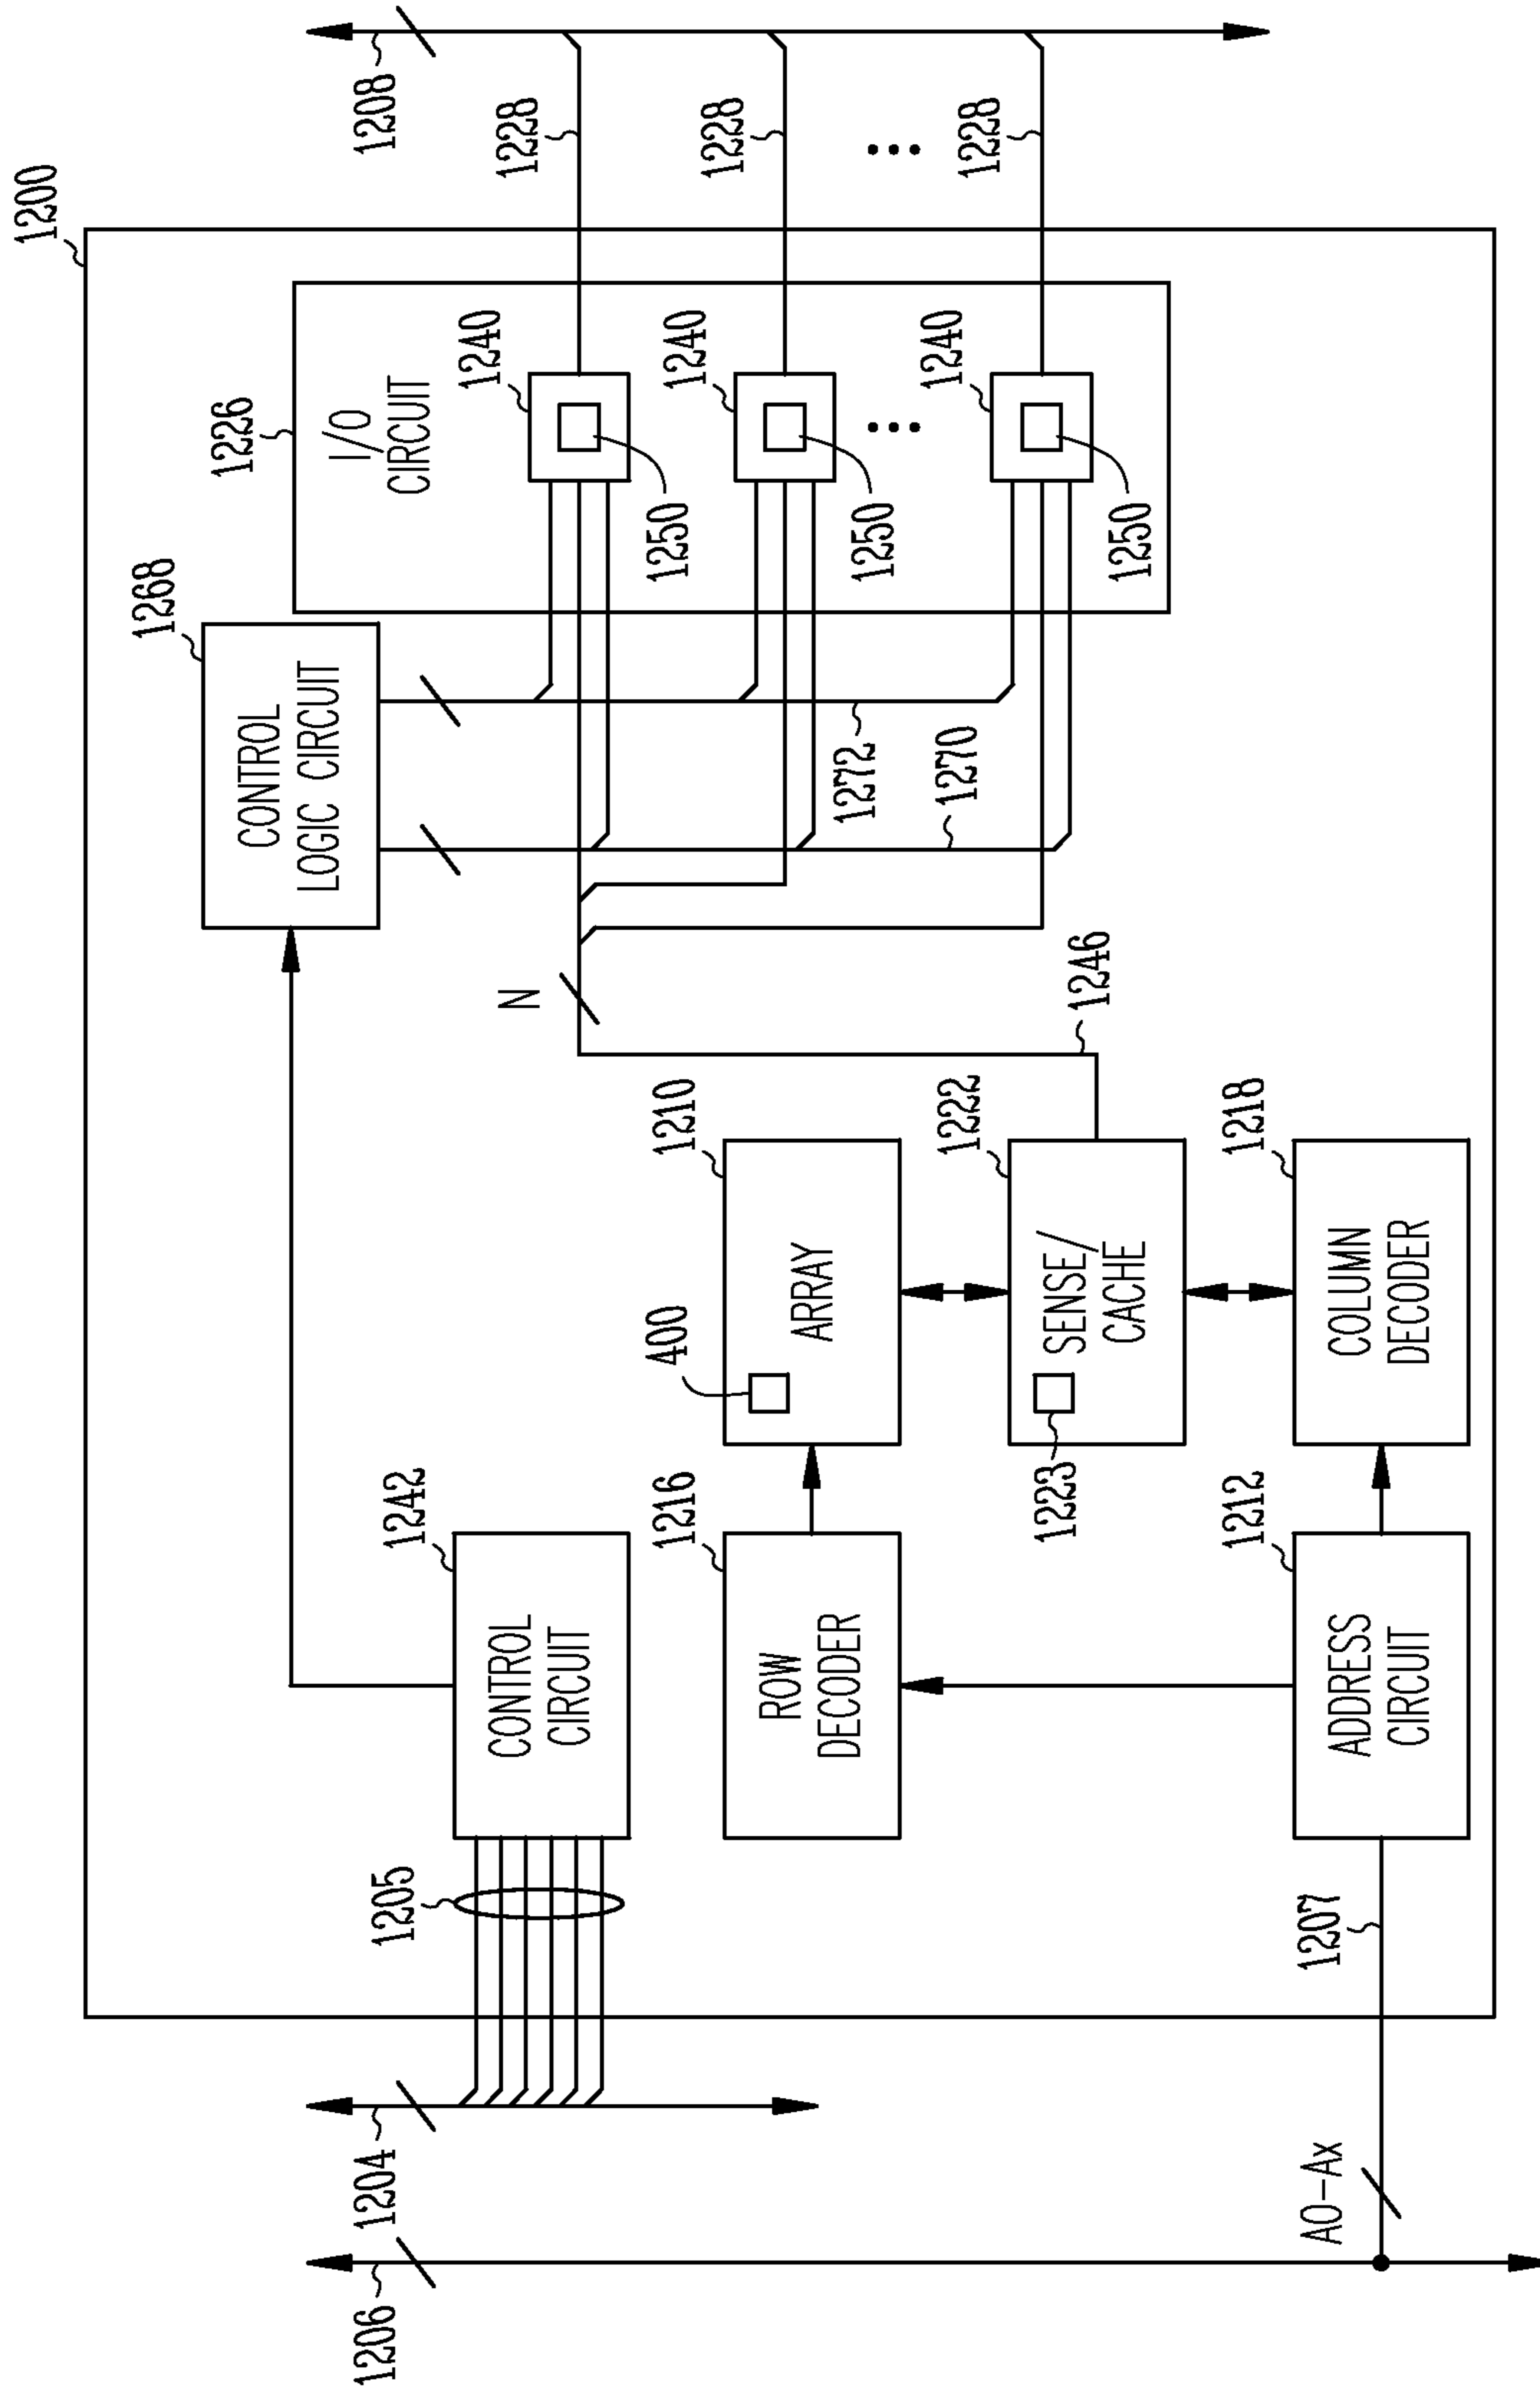 1200
1208
1226
I/O
CIRCUIT
1268
CONTROL
LOGIC CIRCUIT
1240
1228
1250
1240
1228
1250
1240
1228
1250
1272
1270
N
1246
1242
CONTROL
CIRCUIT
1205
1204
1206
1210
ARRAY
400
1216
ROW
DECODER
1222
SENSE/
CACHE
1223
1218
COLUMN
DECODER
1212
ADDRESS
CIRCUIT
1207
A0–Ax